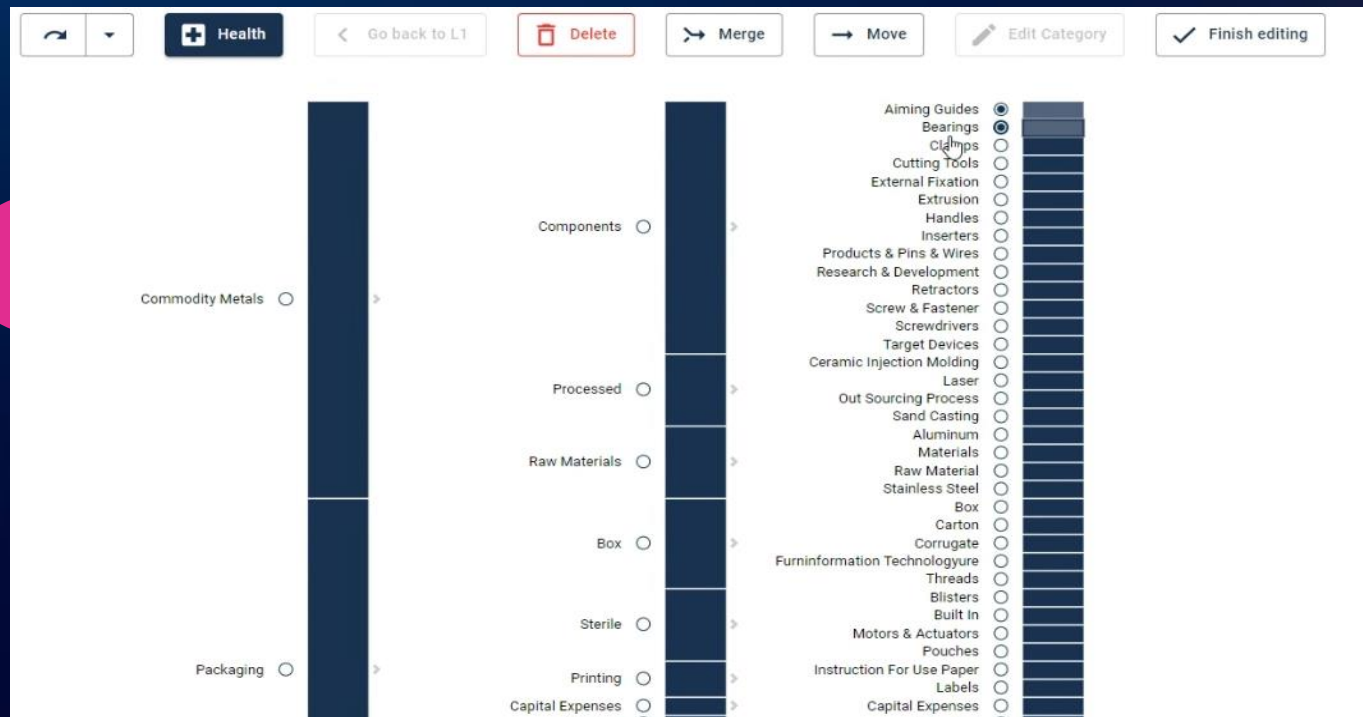 Health
Go back to L1
Delete
Merge
Move
Edit Category
Finish editing
Commodity Metals
Packaging
Components
Processed
Raw Materials
Box
Sterile
Printing
Capital Expenses
Aiming Guides
Bearings
Clamps
Cutting Tools
External Fixation
Extrusion
Handles
Inserters
Products & Pins & Wires
Research & Development
Retractors
Screw & Fastener
Screwdrivers
Target Devices
Ceramic Injection Molding
Laser
Out Sourcing Process
Sand Casting
Aluminum
Materials
Raw Material
Stainless Steel
Box
Carton
Corrugate
Furninformation Technologyure
Threads
Blisters
Built In
Motors & Actuators
Pouches
Instruction For Use Paper
Labels
Capital Expenses